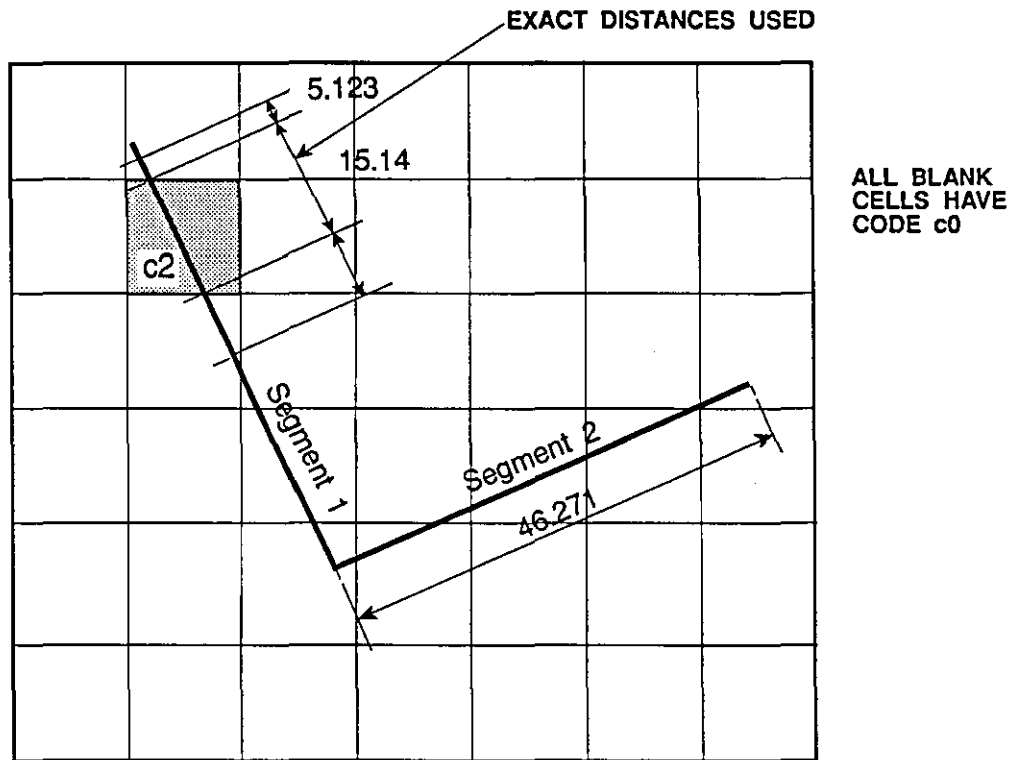 EXACT DISTANCES USED
5.123
15.14
ALL BLANK
CELLS HAVE
CODE c0
c2
Segment 1
Segment 2
46.271